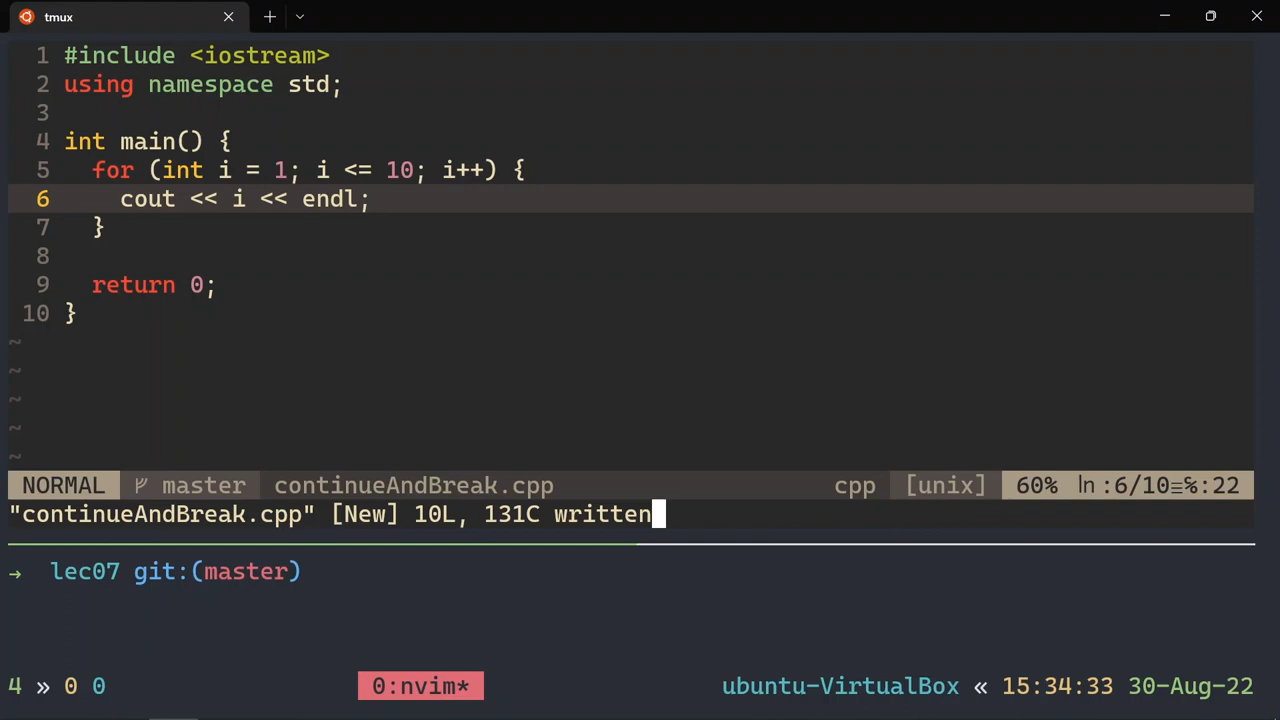 tmux
1 #include <iostream>
2 using namespace std;
3
4 int main() {
5   for (int i = 1; i <= 10; i++) {
6     cout << i << endl;
7   }
8
9   return 0;
10 }
~
~
~
~
~
NORMAL master continueAndBreak.cpp cpp [unix] 60% ln :6/10≡%:22
"continueAndBreak.cpp" [New] 10L, 131C written
→ lec07 git:(master)
4 » 0 0 0:nvim* ubuntu-VirtualBox « 15:34:33 30-Aug-22